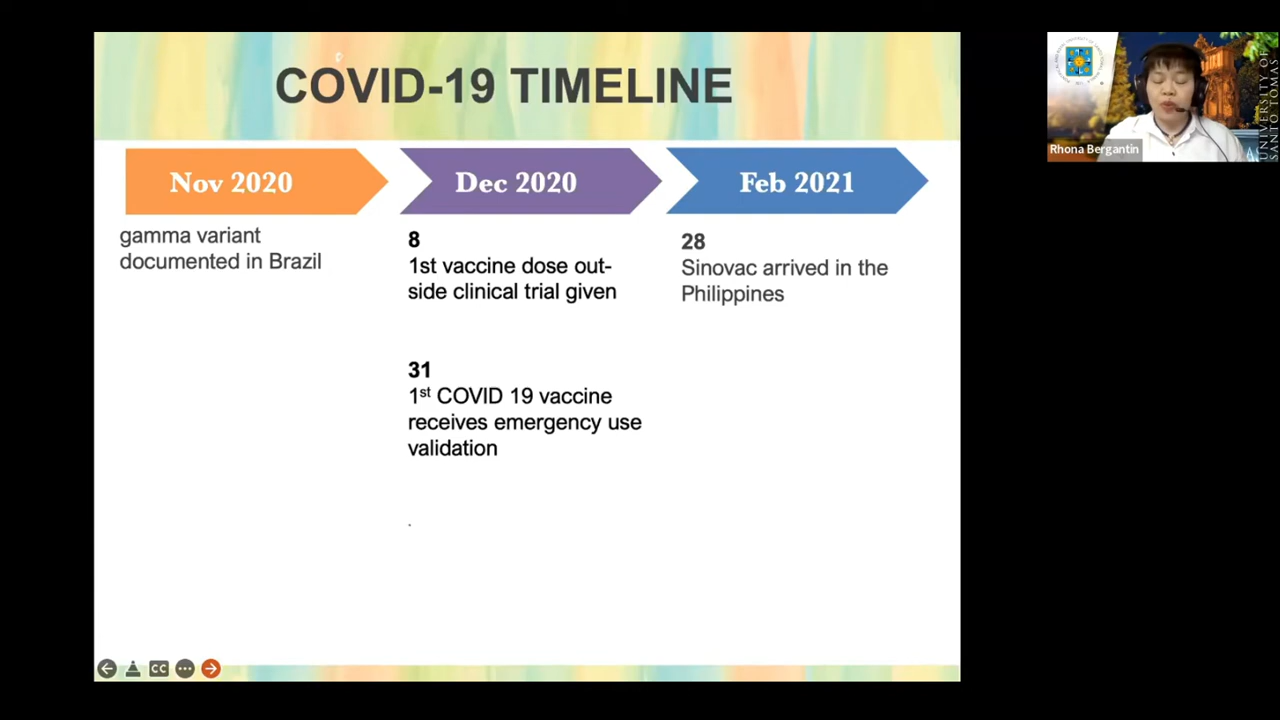 COVID-19 TIMELINE
Nov 2020
Dec 2020
Feb 2021
gamma variant
documented in Brazil
8
1st vaccine dose out-
side clinical trial given
31
1st COVID 19 vaccine
receives emergency use
validation
.
28
Sinovac arrived in the
Philippines
CC
Rhona Bergantin
UNIVERSITY OF
SANTO TOMAS